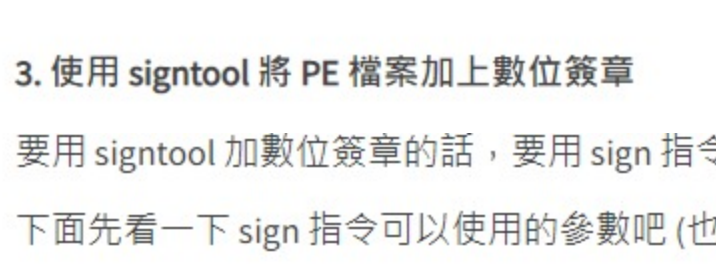 3. 使用 signtool 將 PE 檔案加上數位簽章
要用 signtool 加數位簽章的話，要用 sign 指令
下面先看一下 sign 指令可以使用的參數吧 (也